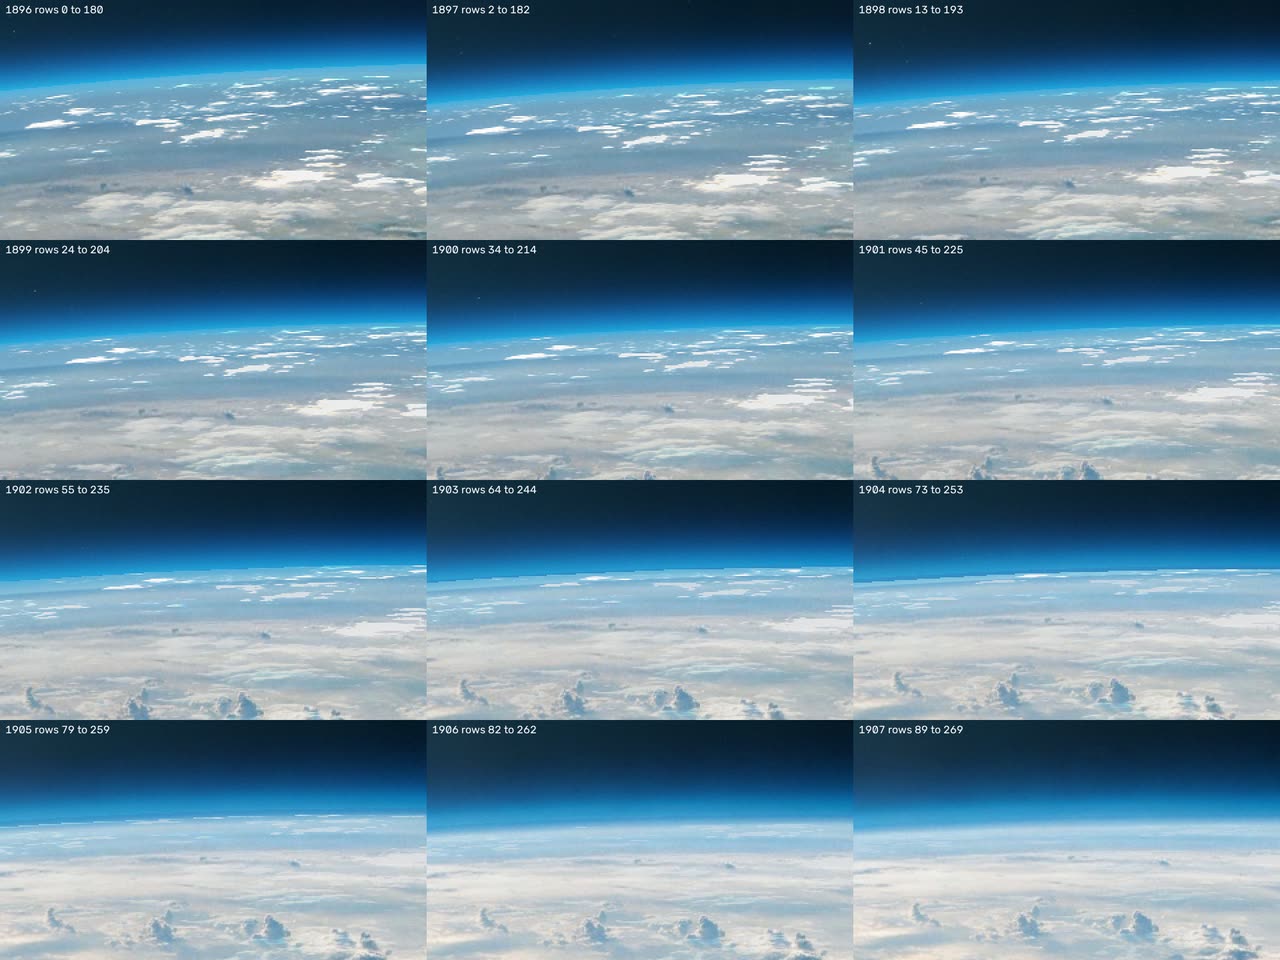 1896 rows 0 to 180
1897 rows 2 to 182
1898 rows 13 to 193
1899 rows 24 to 204
1900 rows 34 to 214
1901 rows 45 to 225
1902 rows 55 to 235
1903 rows 64 to 244
1904 rows 73 to 253
1905 rows 79 to 259
1906 rows 82 to 262
1907 rows 89 to 269